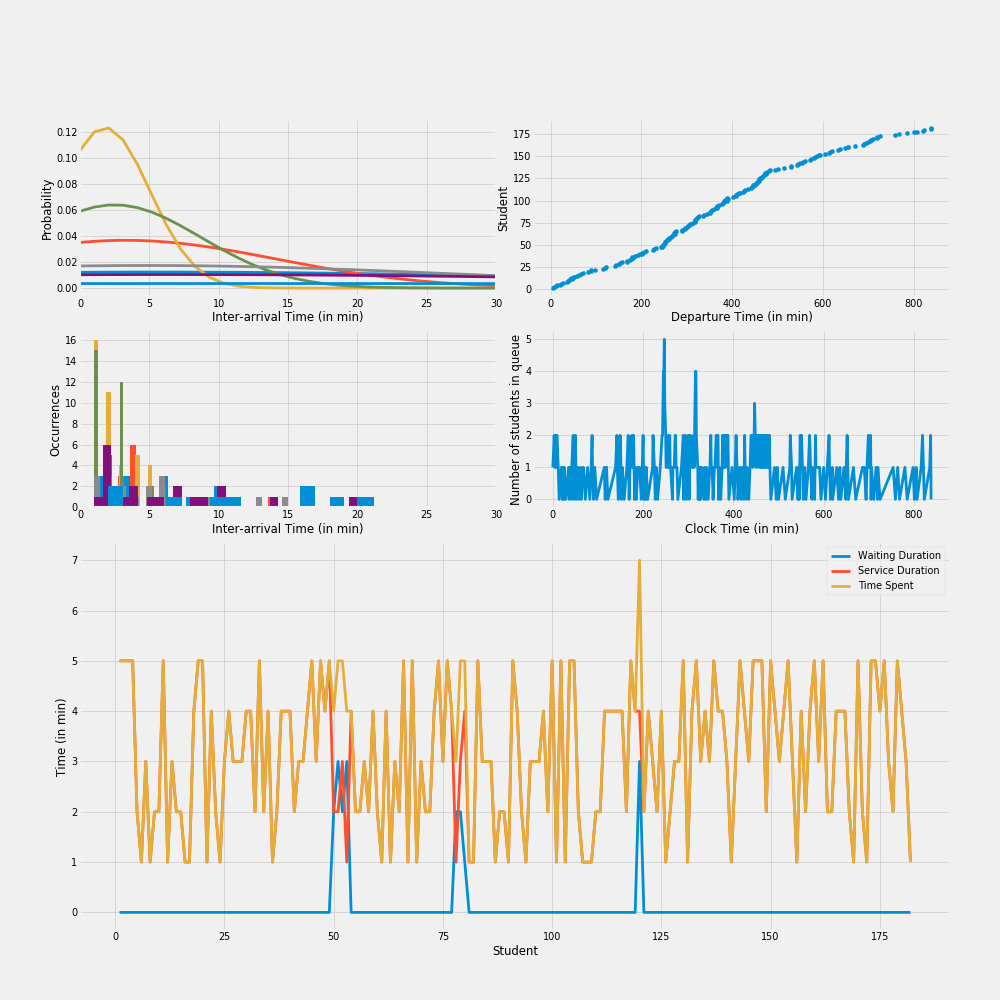 0.12
0.10
0.08
0.06
0.04
0.02
0.00
Probability
0 5 10 15 20 25 30
Inter-arrival Time (in min)
175
150
125
100
75
50
25
0
Student
0 200 400 600 800
Departure Time (in min)
16
14
12
10
8
6
4
2
0
Occurrences
0 5 10 15 20 25 30
Inter-arrival Time (in min)
5
4
3
2
1
0
Number of students in queue
0 200 400 600 800
Clock Time (in min)
Waiting Duration
Service Duration
Time Spent
7
6
5
4
3
2
1
0
Time (in min)
0 25 50 75 100 125 150 175
Student